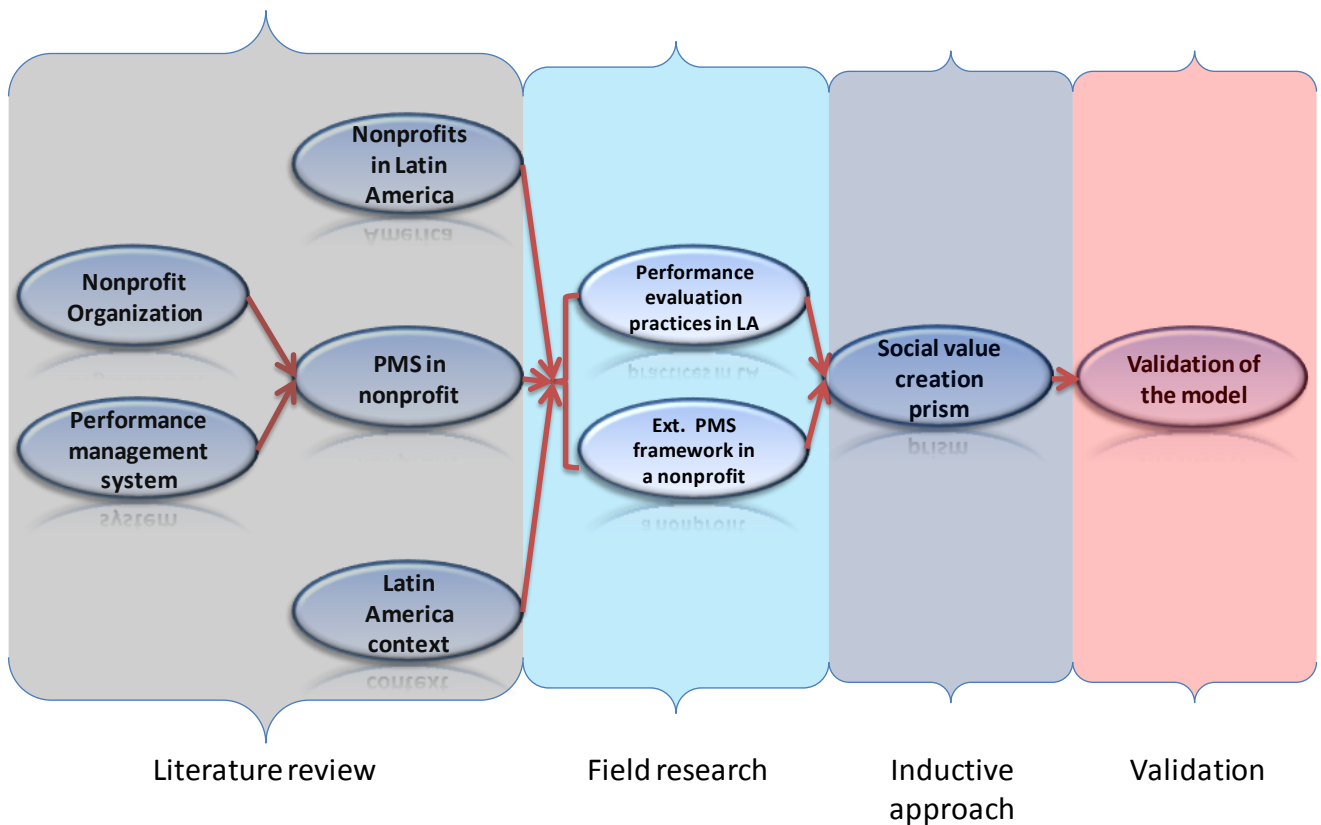 Nonprofits
in Latin
America
Nonprofit
Organization
PMS in
nonprofit
Performance
management
system
Latin
America
context
Performance
evaluation
practices in LA
Ext. PMS
framework in
a nonprofit
Social value
creation
prism
Validation of
the model
Literature review
Field research
Inductive
approach
Validation